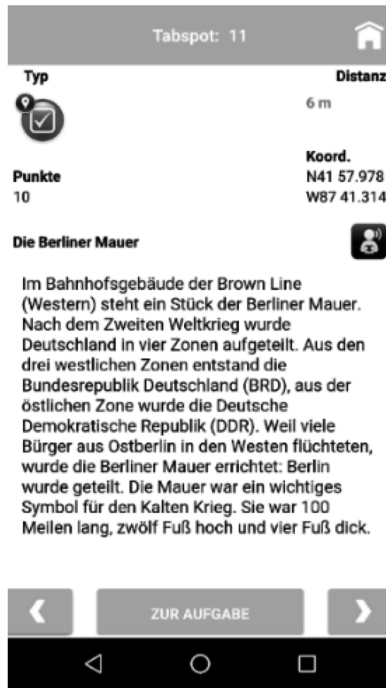 Tabspot: 11
Typ
Distanz
6 m
Koord.
Punkte
N41 57.978
10
W87 41.314
Die Berliner Mauer
Im Bahnhofsgebäude der Brown Line
(Western) steht ein Stück der Berliner Mauer.
Nach dem Zweiten Weltkrieg wurde
Deutschland in vier Zonen aufgeteilt. Aus den
drei westlichen Zonen entstand die
Bundesrepublik Deutschland (BRD), aus der
östlichen Zone wurde die Deutsche
Demokratische Republik (DDR). Weil viele
Bürger aus Ostberlin in den Westen flüchteten,
wurde die Berliner Mauer errichtet: Berlin
wurde geteilt. Die Mauer war ein wichtiges
Symbol für den Kalten Krieg. Sie war 100
Meilen lang, zwölf Fuß hoch und vier Fuß dick.
ZUR AUFGABE